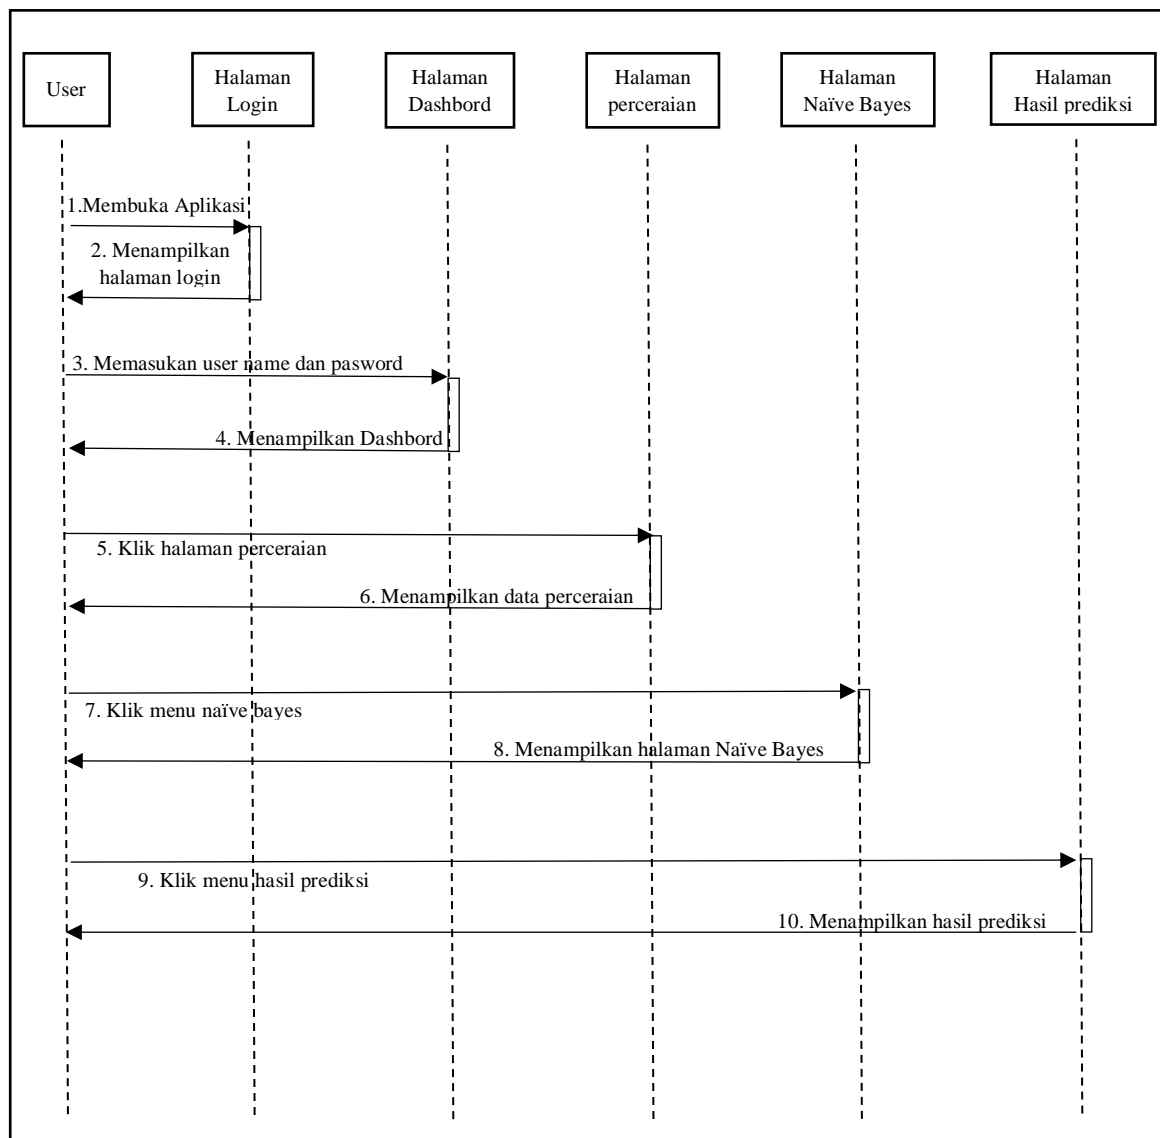 User
Halaman
Login
Halaman
Dashbord
Halaman
perceraian
Halaman
Naïve Bayes
Halaman
Hasil prediksi
1.Membuka Aplikasi
2. Menampilkan
halaman login
3. Memasukan user name dan pasword
4. Menampilkan Dashbord
5. Klik halaman perceraian
6. Menampilkan data perceraian
7. Klik menu naïve bayes
8. Menampilkan halaman Naïve Bayes
9. Klik menu hasil prediksi
10. Menampilkan hasil prediksi